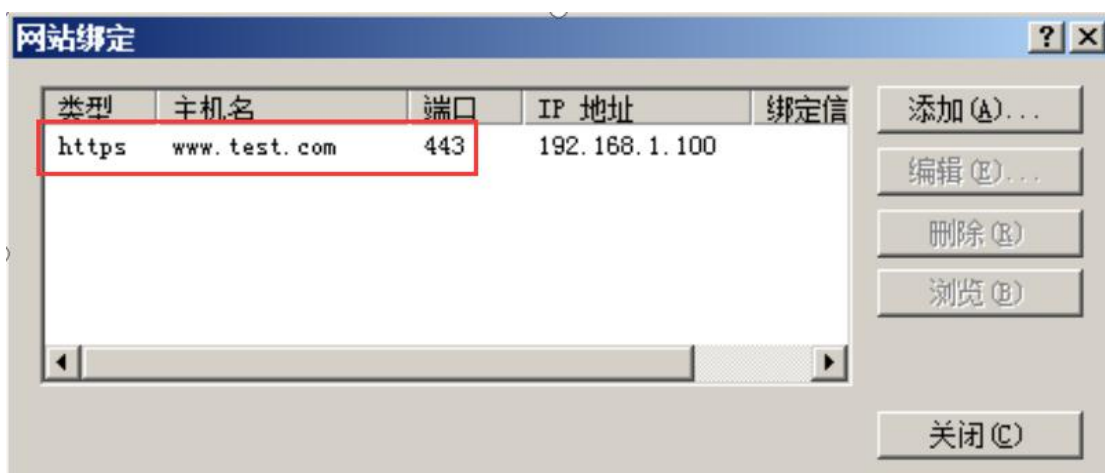 网站绑定
类型 主机名 端口 IP 地址 绑定信
https www.test.com 443 192.168.1.100
添加(A)...
编辑(E)...
删除(R)
浏览(B)
关闭(C)